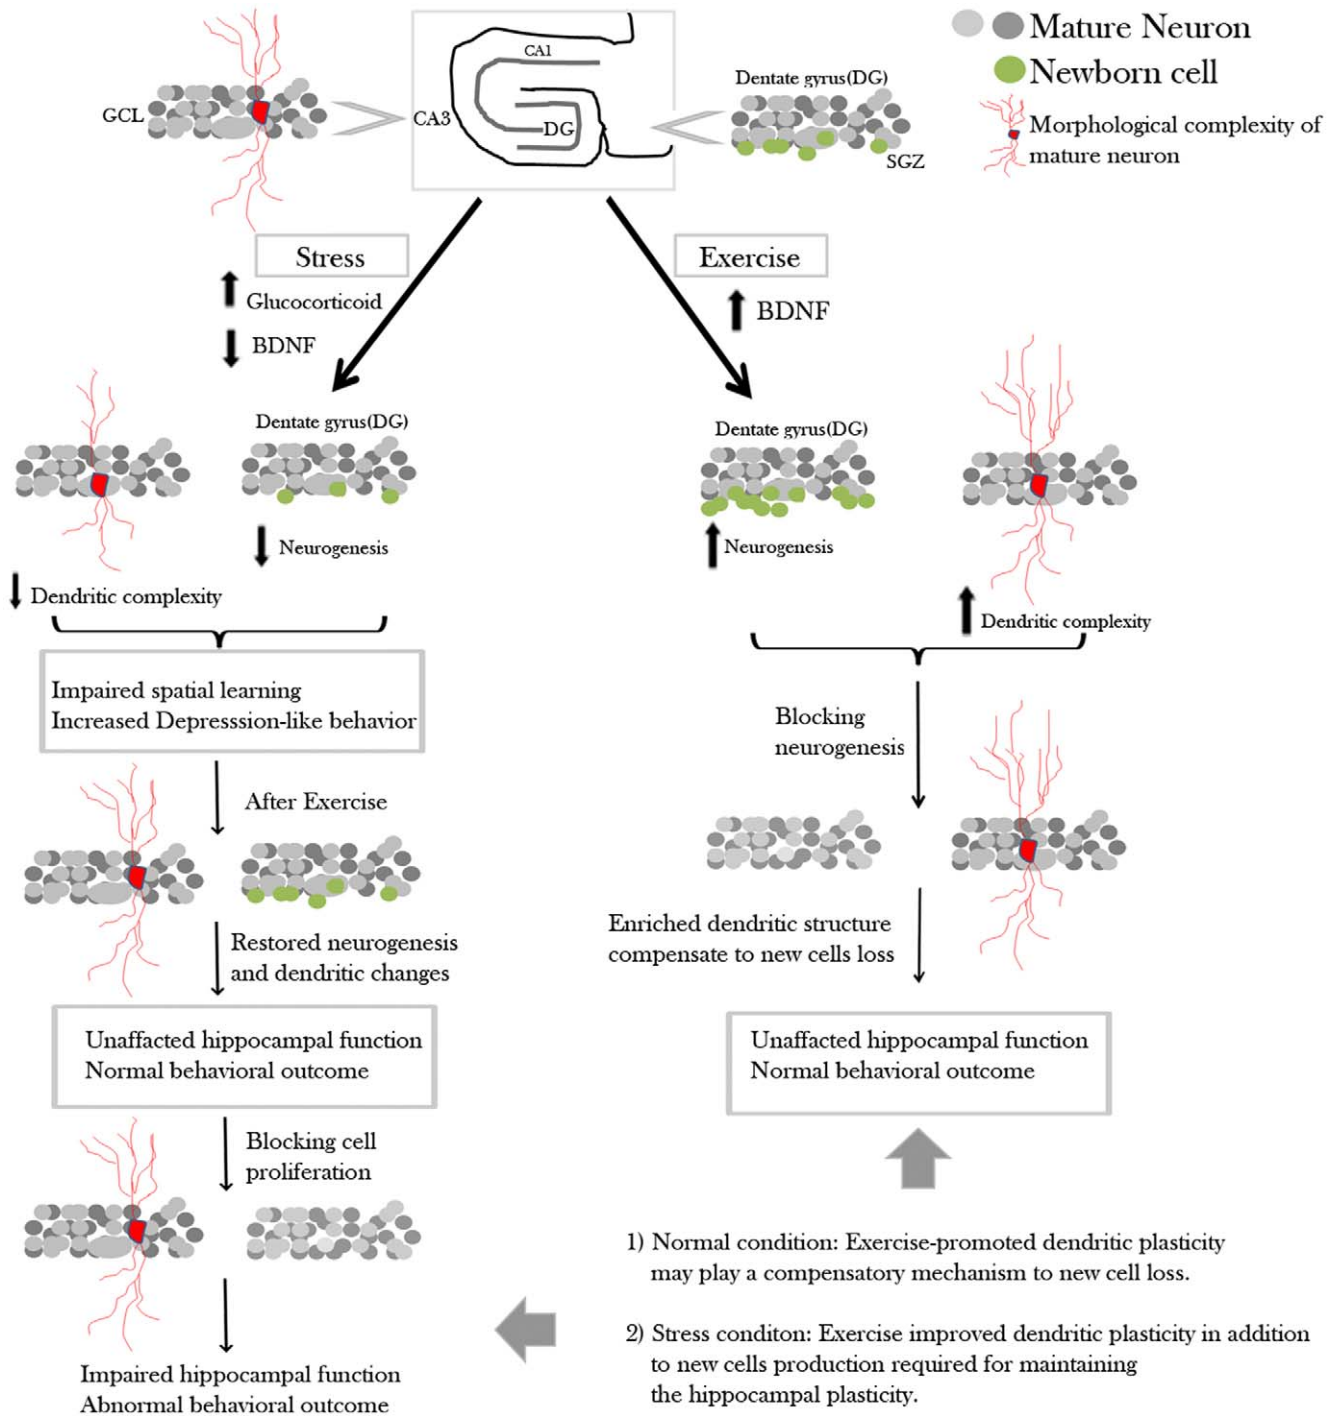 Mature Neuron
Newborn cell
Morphological complexity of
mature neuron
GCL
CA1
CA3
DG
Dentate gyrus(DG)
SGZ
Stress
Glucocorticoid
BDNF
Exercise
BDNF
Dentate gyrus(DG)
Neurogenesis
Dendritic complexity
Dentate gyrus(DG)
Neurogenesis
Dendritic complexity
Impaired spatial learning
Increased Depresssion-like behavior
After Exercise
Restored neurogenesis
and dendritic changes
Unaffacted hippocampal function
Normal behavioral outcome
Blocking cell
proliferation
Impaired hippocampal function
Abnormal behavioral outcome
Blocking
neurogenesis
Enriched dendritic structure
compensate to new cells loss
Unaffacted hippocampal function
Normal behavioral outcome
1) Normal condition: Exercise-promoted dendritic plasticity
may play a compensatory mechanism to new cell loss.
2) Stress conditon: Exercise improved dendritic plasticity in addition
to new cells production required for maintaining
the hippocampal plasticity.